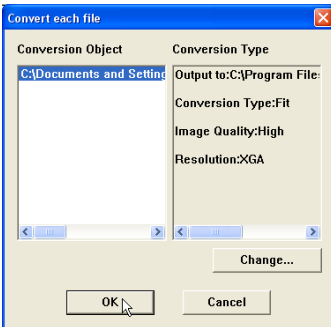 Convert each file
Conversion Object
Conversion Type
C:\Documents and Setting
Output to:C:\Program Files
Conversion Type:Fit
Image Quality:High
Resolution:XGA
Change...
OK
Cancel